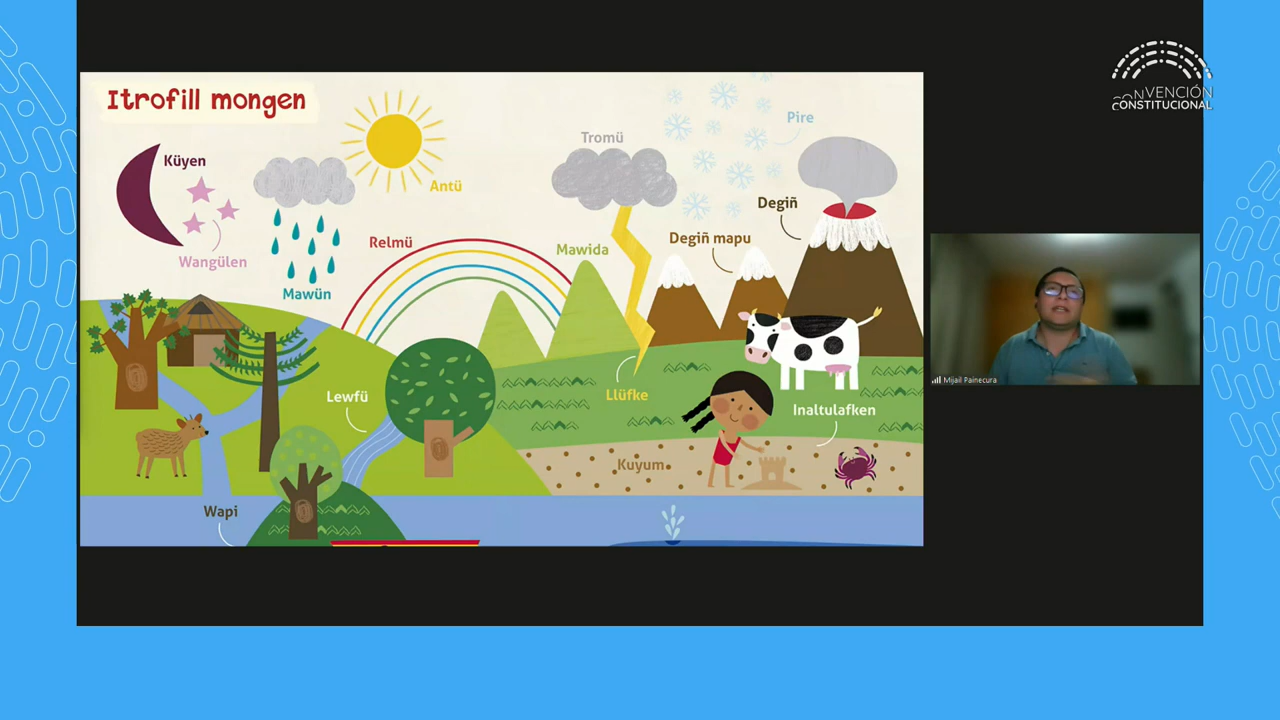 CONVENCIÓN
CONSTITUCIONAL
Itrofill mongen
Küyen
Wangülen
Mawün
Antü
Relmü
Tromü
Pire
Degiñ
Degiñ mapu
Mawida
Llüfke
Lewfü
Inaltulafken
Kuyum
Wapi
Mijail Painecura